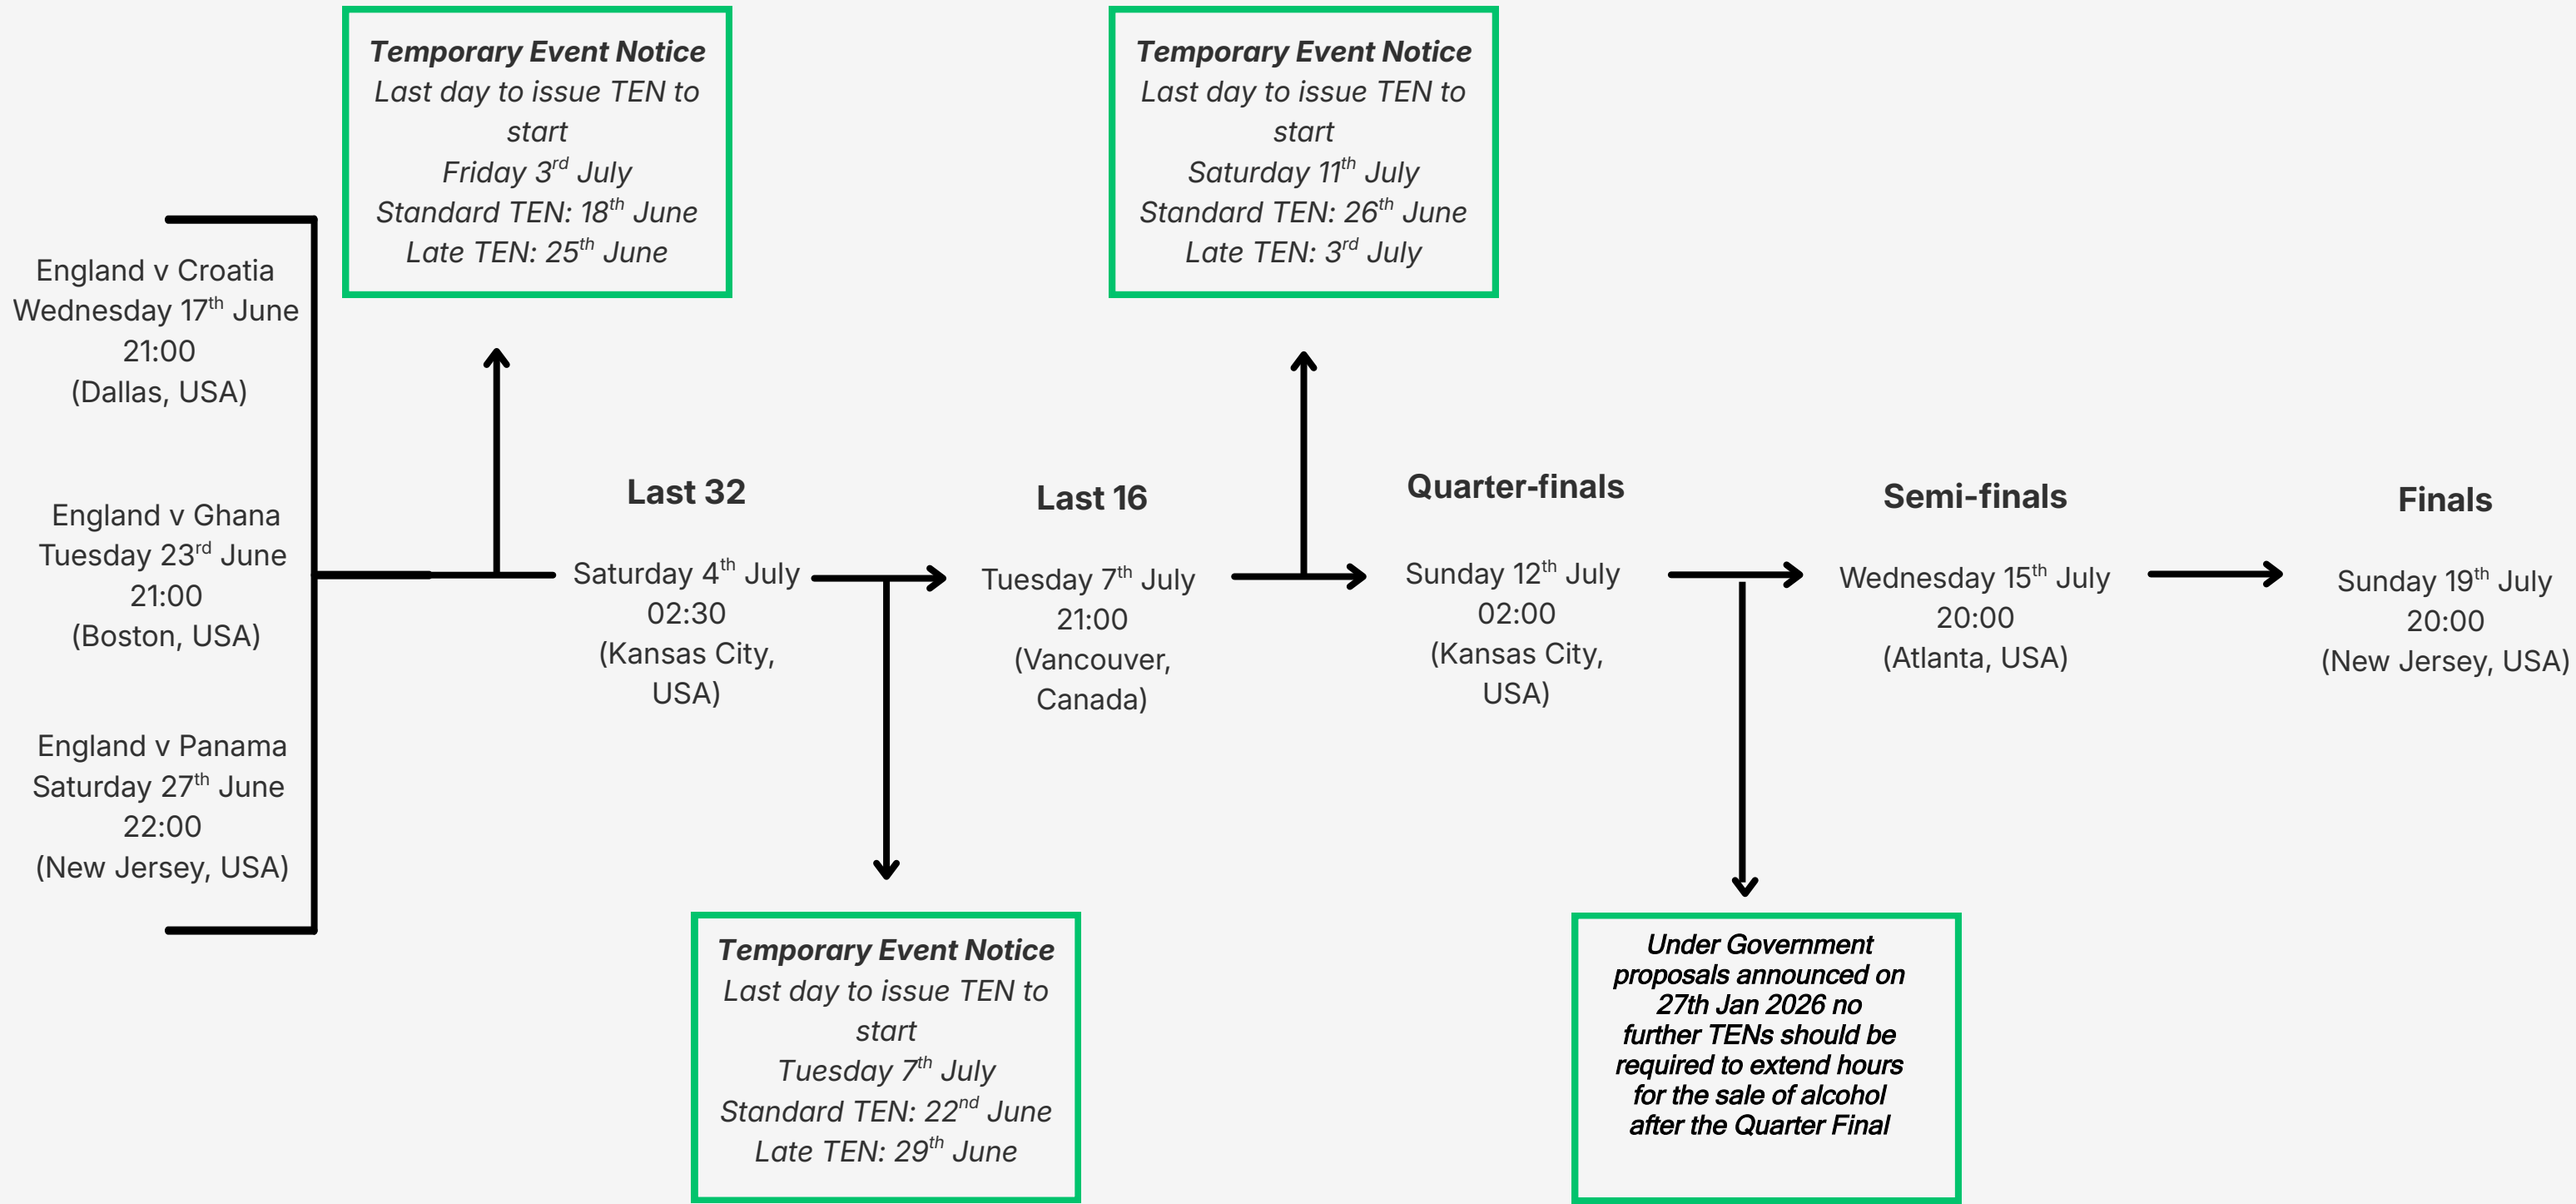 Temporary Event Notice
Last day to issue TEN to
start
Friday 3rd July
Standard TEN: 18th June
Late TEN: 25th June
Temporary Event Notice
Last day to issue TEN to
start
Saturday 11th July
Standard TEN: 26th June
Late TEN: 3rd July
England v Croatia
Wednesday 17th June
21:00
(Dallas, USA)
England v Ghana
Tuesday 23rd June
21:00
(Boston, USA)
England v Panama
Saturday 27th June
22:00
(New Jersey, USA)
Last 32
Saturday 4th July
02:30
(Kansas City,
USA)
Last 16
Tuesday 7th July
21:00
(Vancouver,
Canada)
Quarter-finals
Sunday 12th July
02:00
(Kansas City,
USA)
Semi-finals
Wednesday 15th July
20:00
(Atlanta, USA)
Finals
Sunday 19th July
20:00
(New Jersey, USA)
Temporary Event Notice
Last day to issue TEN to
start
Tuesday 7th July
Standard TEN: 22nd June
Late TEN: 29th June
Under Government
proposals announced on
27th Jan 2026 no
further TENs should be
required to extend hours
for the sale of alcohol
after the Quarter Final